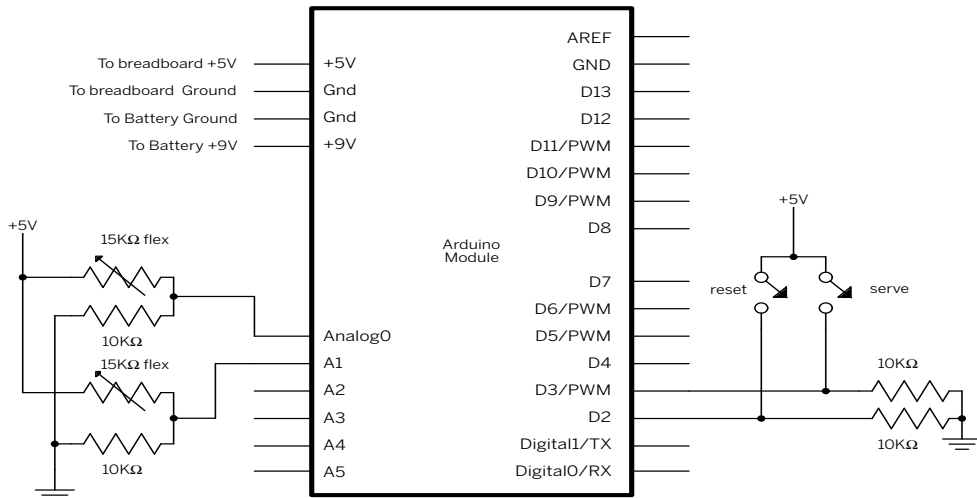 AREF
To breadboard +5V
+5V
GND
To breadboard Ground
Gnd
D13
To Battery Ground
Gnd
D12
To Battery +9V
+9V
D11/PWM
D10/PWM
D9/PWM
+5V
+5V
D8
15KΩ flex
Arduino
Module
D7
reset
serve
D6/PWM
10KΩ
Analog0
D5/PWM
15KΩ flex
A1
D4
10KΩ
A2
D3/PWM
A3
D2
A4
Digital1/TX
10KΩ
10KΩ
A5
Digital0/RX